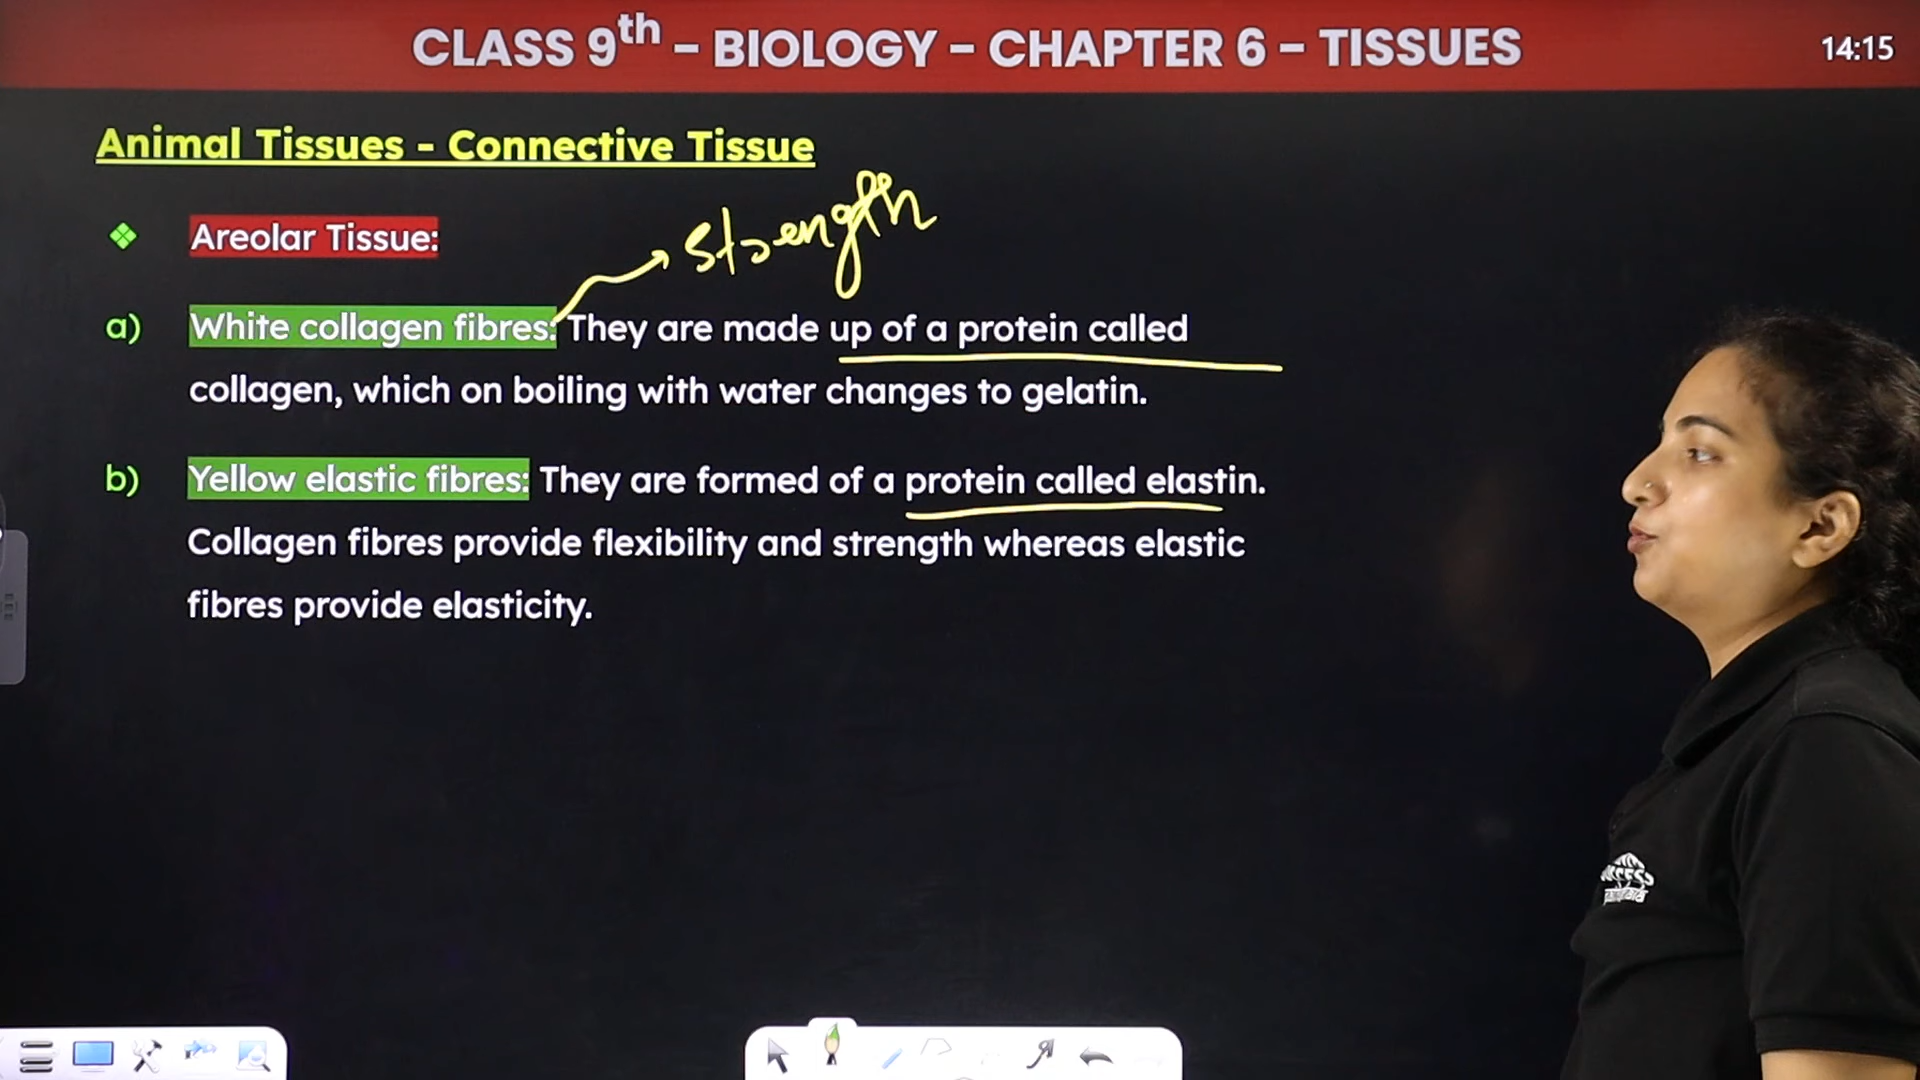 CLASS 9th – BIOLOGY – CHAPTER 6 – TISSUES
14:15
Animal Tissues - Connective Tissue
Strength
Areolar Tissue:
a) White collagen fibres: They are made up of a protein called
collagen, which on boiling with water changes to gelatin.
b) Yellow elastic fibres: They are formed of a protein called elastin.
Collagen fibres provide flexibility and strength whereas elastic
fibres provide elasticity.